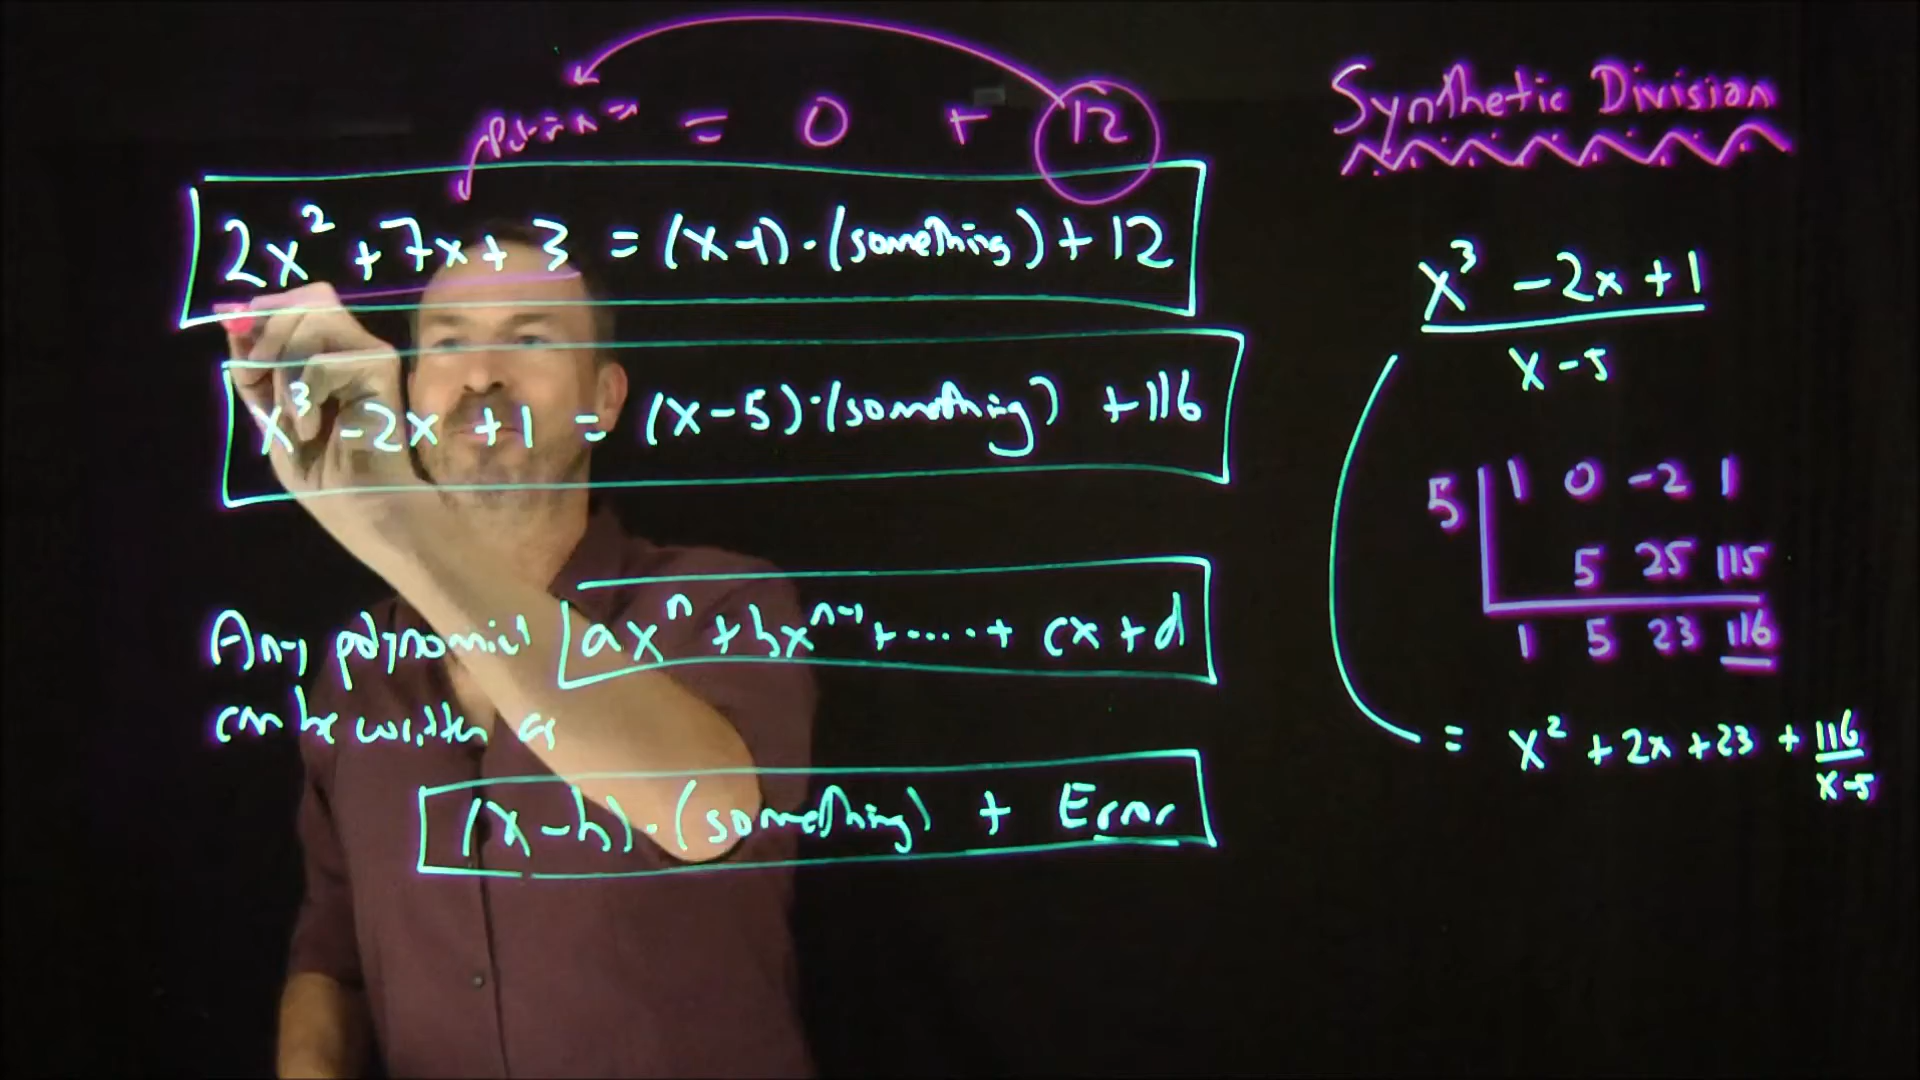 Put in x = = 0 + 12
2x² + 7x + 3 = (x-1)·(something) + 12
x³ -2x +1 = (x-5)·(something) +116
Any polynomial ax^n + bx^(n-1) + ..... + cx + d
can be written as
(x-h)·(something) + Error
Synthetic Division
x³ -2x +1
x-5
5 1 0 -2 1
5 25 115
1 5 23 116
= x² + 2x + 23 + 116
x-5